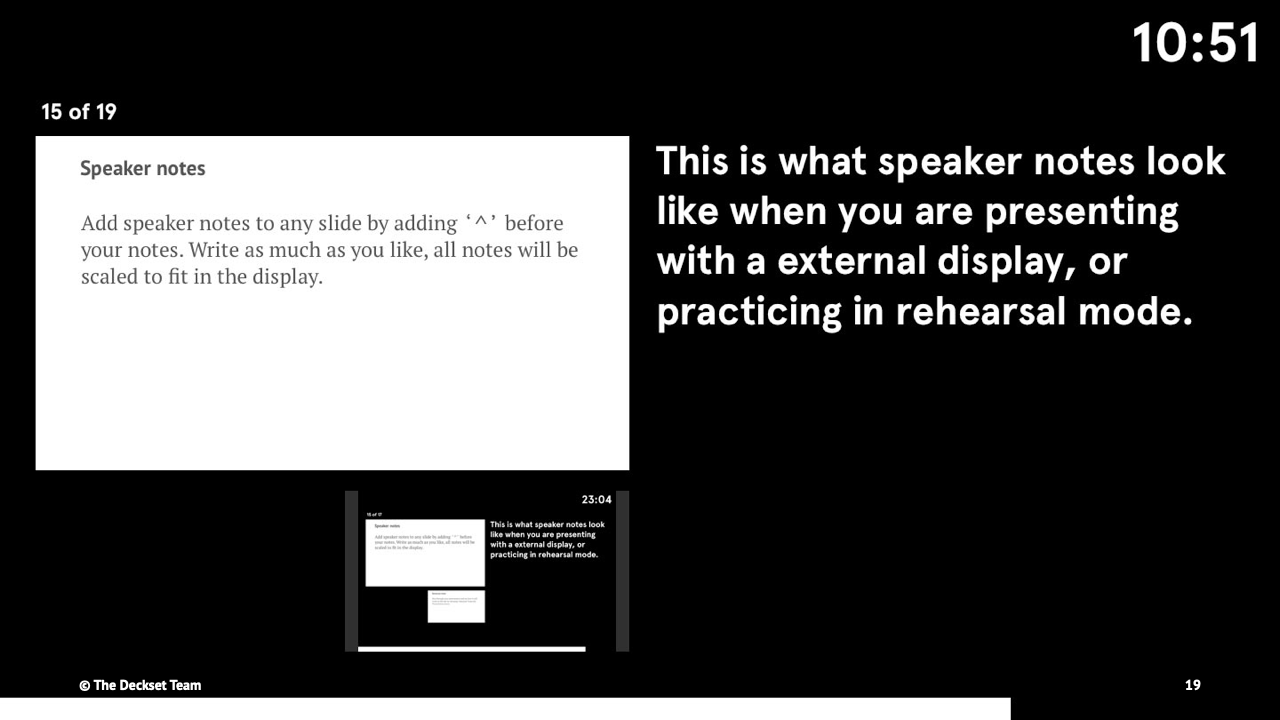 10:51
15 of 19
Speaker notes
Add speaker notes to any slide by adding ‘^’ before
your notes. Write as much as you like, all notes will be
scaled to fit in the display.
This is what speaker notes look
like when you are presenting
with a external display, or
practicing in rehearsal mode.
23:04
15 of 17
Speaker notes
Add speaker notes to any slide by adding ‘^’ before
your notes. Write as much as you like, all notes will be
scaled to fit in the display.
This is what speaker notes look
like when you are presenting
with a external display, or
practicing in rehearsal mode.
© The Deckset Team
19